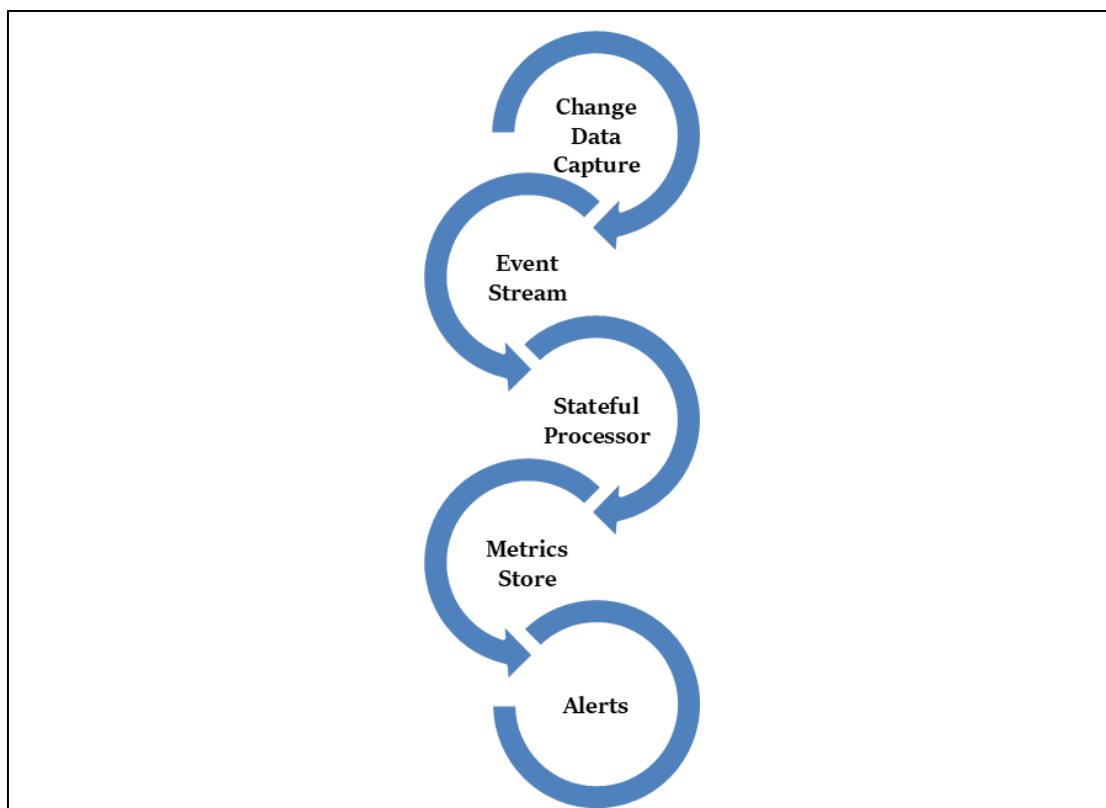 Change
Data
Capture
Event
Stream
Stateful
Processor
Metrics
Store
Alerts